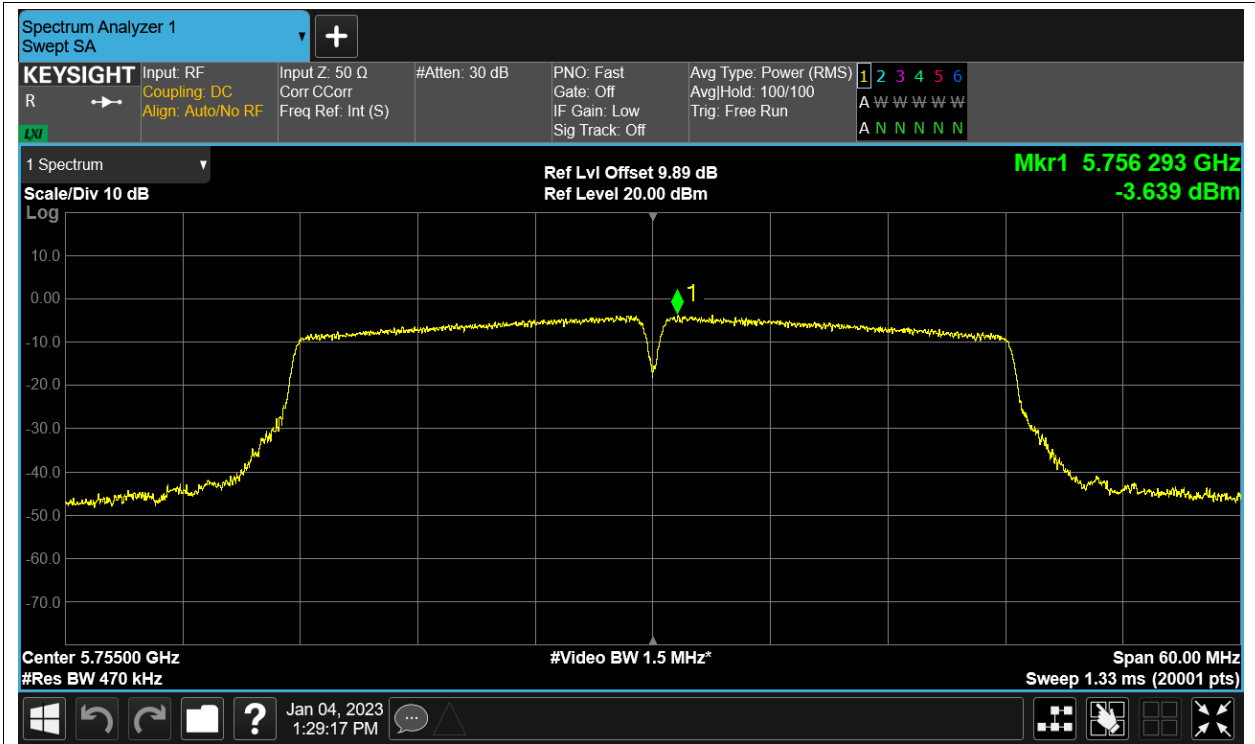 Spectrum Analyzer 1
Swept SA
KEYSIGHT
R
LXI
Input: RF
Coupling: DC
Align: Auto/No RF
Input Z: 50 Ω
Corr CCorr
Freq Ref: Int (S)
#Atten: 30 dB
PNO: Fast
Gate: Off
IF Gain: Low
Sig Track: Off
Avg Type: Power (RMS)
Avg|Hold: 100/100
Trig: Free Run
1 2 3 4 5 6
A W W W W W
A N N N N N
1 Spectrum
Scale/Div 10 dB
Log
Ref Lvl Offset 9.89 dB
Ref Level 20.00 dBm
Mkr1 5.756 293 GHz
-3.639 dBm
10.0
0.00
-10.0
-20.0
-30.0
-40.0
-50.0
-60.0
-70.0
1
Center 5.75500 GHz
#Res BW 470 kHz
#Video BW 1.5 MHz*
Span 60.00 MHz
Sweep 1.33 ms (20001 pts)
?
Jan 04, 2023
1:29:17 PM